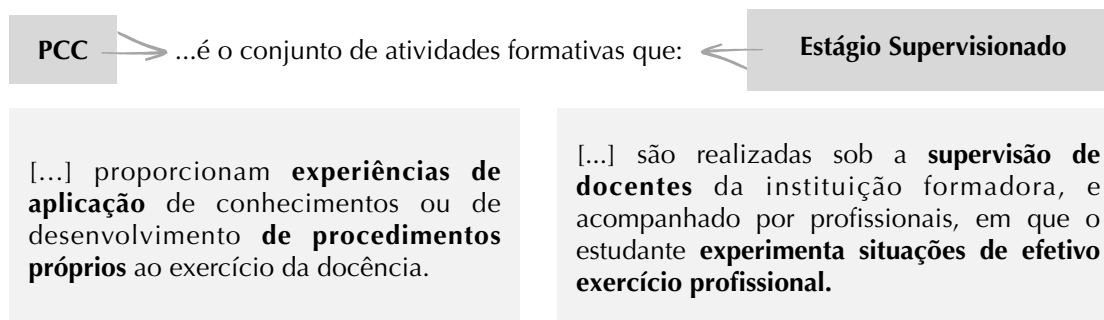 PCC ...é o conjunto de atividades formativas que: Estágio Supervisionado
[…] proporcionam experiências de
aplicação de conhecimentos ou de
desenvolvimento de procedimentos
próprios ao exercício da docência.
[...] são realizadas sob a supervisão de
docentes da instituição formadora, e
acompanhado por profissionais, em que o
estudante experimenta situações de efetivo
exercício profissional.